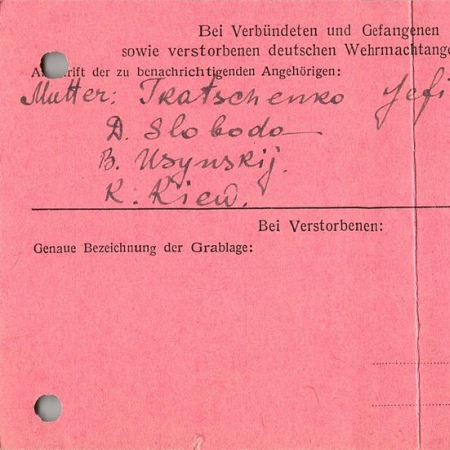 Bei Verbündeten und Gefangenen
sowie verstorbenen deutschen Wehrmachtange
Anschrift der zu benachrichtigenden Angehörigen:
Mutter: Tkatschenko Jefi
D. Sloboda
B. Usynskij.
K. Kiew.
Bei Verstorbenen:
Genaue Bezeichnung der Grablage: